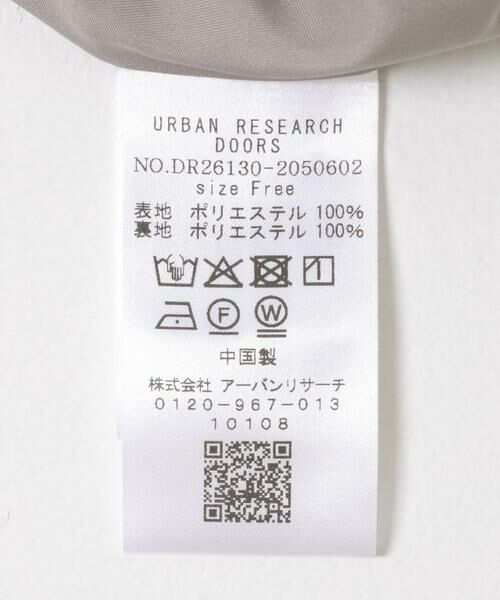 URBAN RESEARCH
DOORS
NO.DR26130-2050602
size Free
表地 ポリエステル 100%
裏地 ポリエステル 100%
F W
中国製
株式会社 アーバンリサーチ
0120-967-013
10108